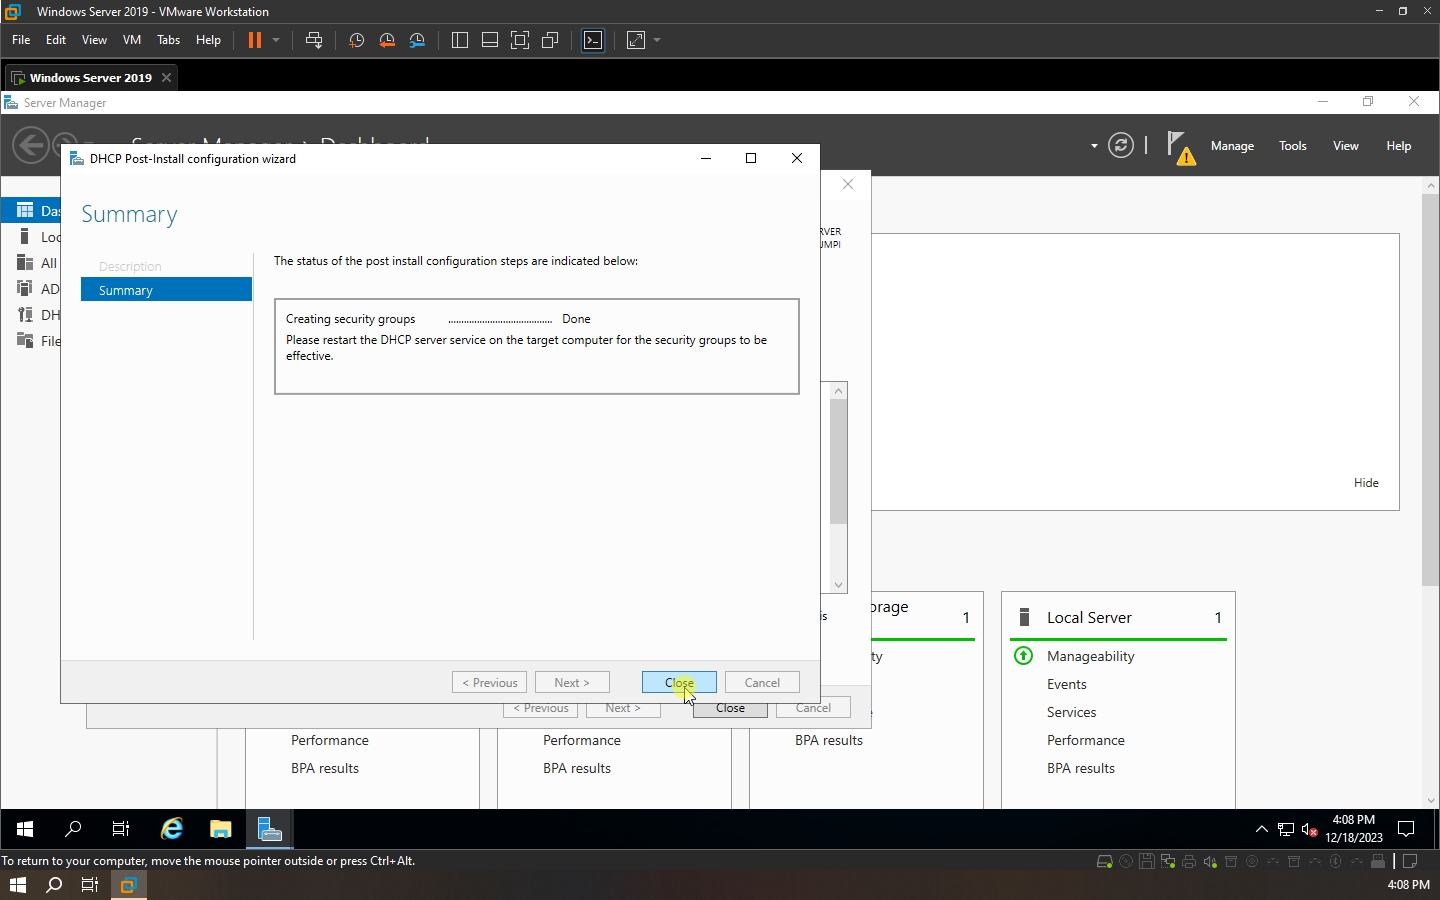 Windows Server 2019 - VMware Workstation
File Edit View VM Tabs Help
Windows Server 2019
Server Manager
Server Manager Dashboard
Manage Tools View Help
DHCP Post-Install configuration wizard
Summary
Description
Summary
The status of the post install configuration steps are indicated below:
Creating security groups ........................................ Done
Please restart the DHCP server service on the target computer for the security groups to be
effective.
< Previous Next > Close Cancel
Das
Loc
All
AD
DH
File
RVER
JMPI
is
< Previous Next > Close Cancel
Hide
orage 1
ty
BPA results
Local Server 1
Manageability
Events
Services
Performance
BPA results
Performance
BPA results
Performance
BPA results
4:08 PM
12/18/2023
To return to your computer, move the mouse pointer outside or press Ctrl+Alt.
4:08 PM